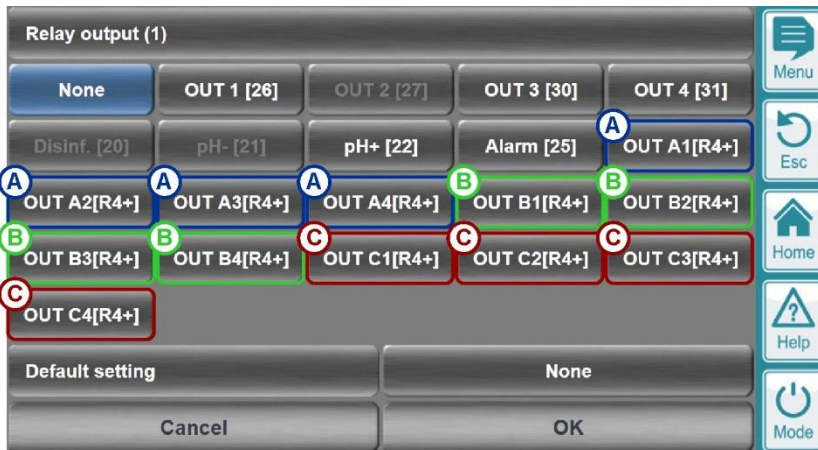 Relay output (1)
None OUT 1 [26] OUT 2 [27] OUT 3 [30] OUT 4 [31]
Disinf. [20] pH- [21] pH+ [22] Alarm [25] A OUT A1[R4+]
A OUT A2[R4+] A OUT A3[R4+] A OUT A4[R4+] B OUT B1[R4+] B OUT B2[R4+]
B OUT B3[R4+] B OUT B4[R4+] C OUT C1[R4+] C OUT C2[R4+] C OUT C3[R4+]
C OUT C4[R4+]
Default setting None
Cancel OK
Menu
Esc
Home
?
Help
Mode